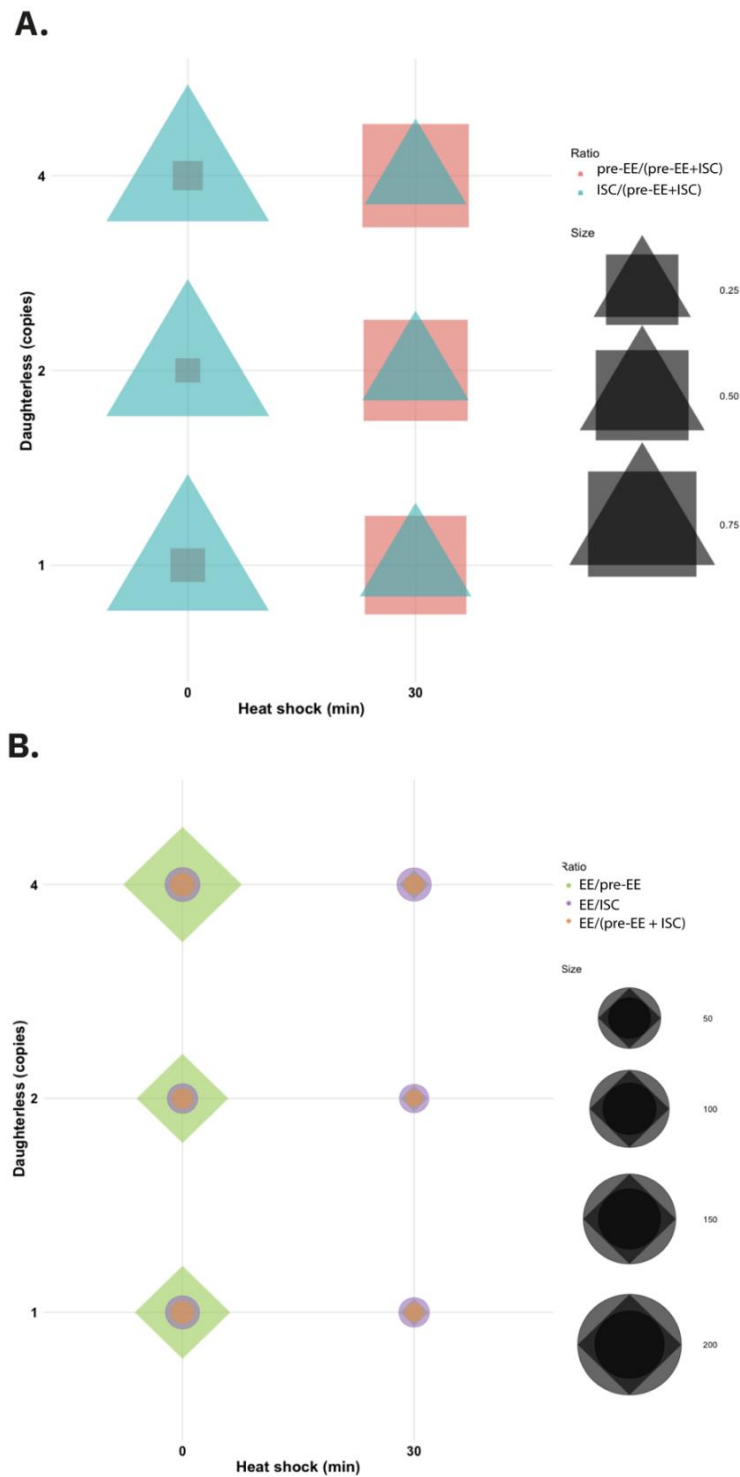 A.
4
2
1
Daughterless (copies)
0
30
Heat shock (min)
Ratio
pre-EE/(pre-EE+ISC)
ISC/(pre-EE+ISC)
Size
0.25
0.50
0.75
B.
4
2
1
Daughterless (copies)
0
30
Heat shock (min)
Ratio
EE/pre-EE
EE/ISC
EE/(pre-EE + ISC)
Size
50
100
150
200